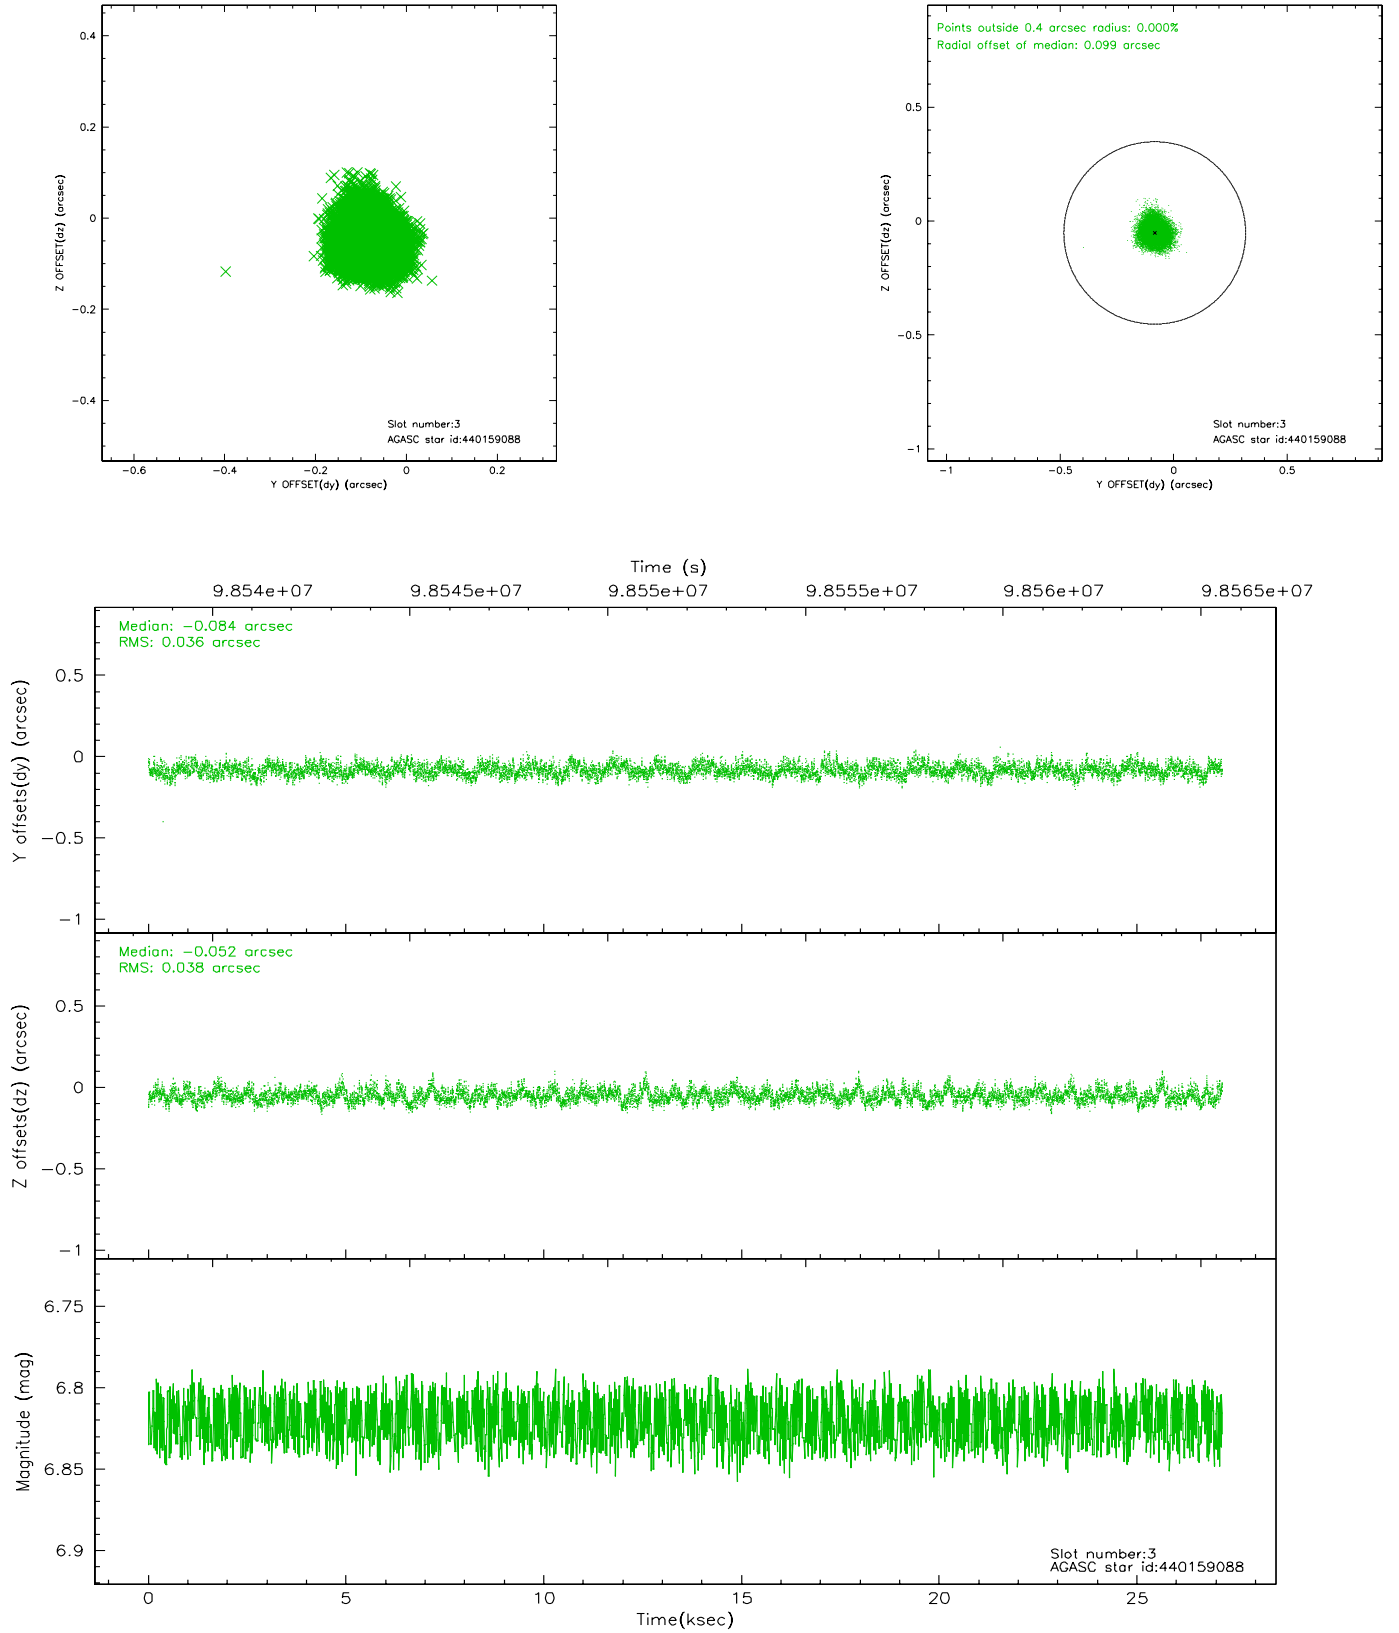 0.4
0.2
0
−0.2
−0.4
Z OFFSET(dz) (arcsec)
−0.6 −0.4 −0.2 0 0.2
Y OFFSET(dy) (arcsec)
Slot number:3
AGASC star id:440159088
Points outside 0.4 arcsec radius: 0.000%
Radial offset of median: 0.099 arcsec
0.5
0
−0.5
−1
Z OFFSET(dz) (arcsec)
−1 −0.5 0 0.5
Y OFFSET(dy) (arcsec)
Slot number:3
AGASC star id:440159088
Time (s)
9.854e+07 9.8545e+07 9.855e+07 9.8555e+07 9.856e+07 9.8565e+07
Median: −0.084 arcsec
RMS: 0.036 arcsec
0.5
0
−0.5
−1
Y offsets(dy) (arcsec)
Median: −0.052 arcsec
RMS: 0.038 arcsec
0.5
0
−0.5
−1
Z offsets(dz) (arcsec)
6.75
6.8
6.85
6.9
Magnitude (mag)
Slot number:3
AGASC star id:440159088
0 5 10 15 20 25
Time(ksec)